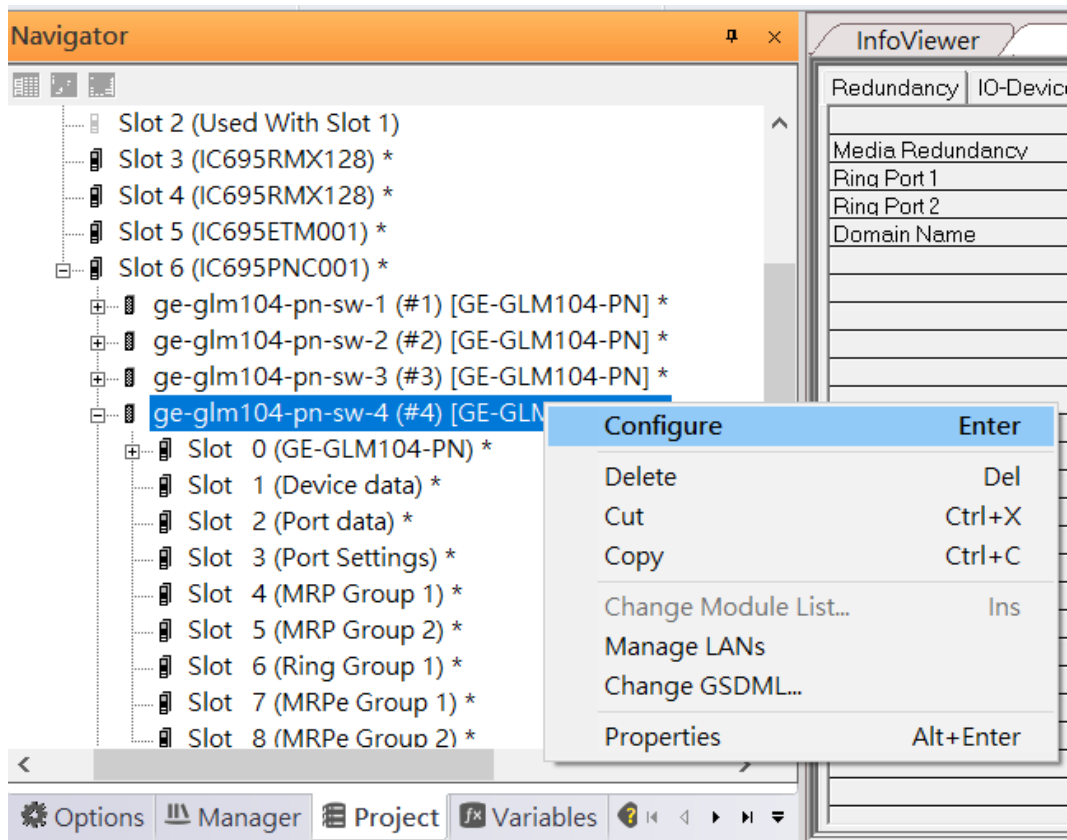 Navigator
InfoViewer
Redundancy IO-Device
Slot 2 (Used With Slot 1)
Slot 3 (IC695RMX128) *
Slot 4 (IC695RMX128) *
Slot 5 (IC695ETM001) *
Slot 6 (IC695PNC001) *
ge-glm104-pn-sw-1 (#1) [GE-GLM104-PN] *
ge-glm104-pn-sw-2 (#2) [GE-GLM104-PN] *
ge-glm104-pn-sw-3 (#3) [GE-GLM104-PN] *
ge-glm104-pn-sw-4 (#4) [GE-GLM
Slot 0 (GE-GLM104-PN) *
Slot 1 (Device data) *
Slot 2 (Port data) *
Slot 3 (Port Settings) *
Slot 4 (MRP Group 1) *
Slot 5 (MRP Group 2) *
Slot 6 (Ring Group 1) *
Slot 7 (MRPe Group 1) *
Slot 8 (MRPe Group 2) *
Configure Enter
Delete Del
Cut Ctrl+X
Copy Ctrl+C
Change Module List... Ins
Manage LANs
Change GSDML...
Properties Alt+Enter
Media Redundancy
Ring Port 1
Ring Port 2
Domain Name
Options Manager Project Variables